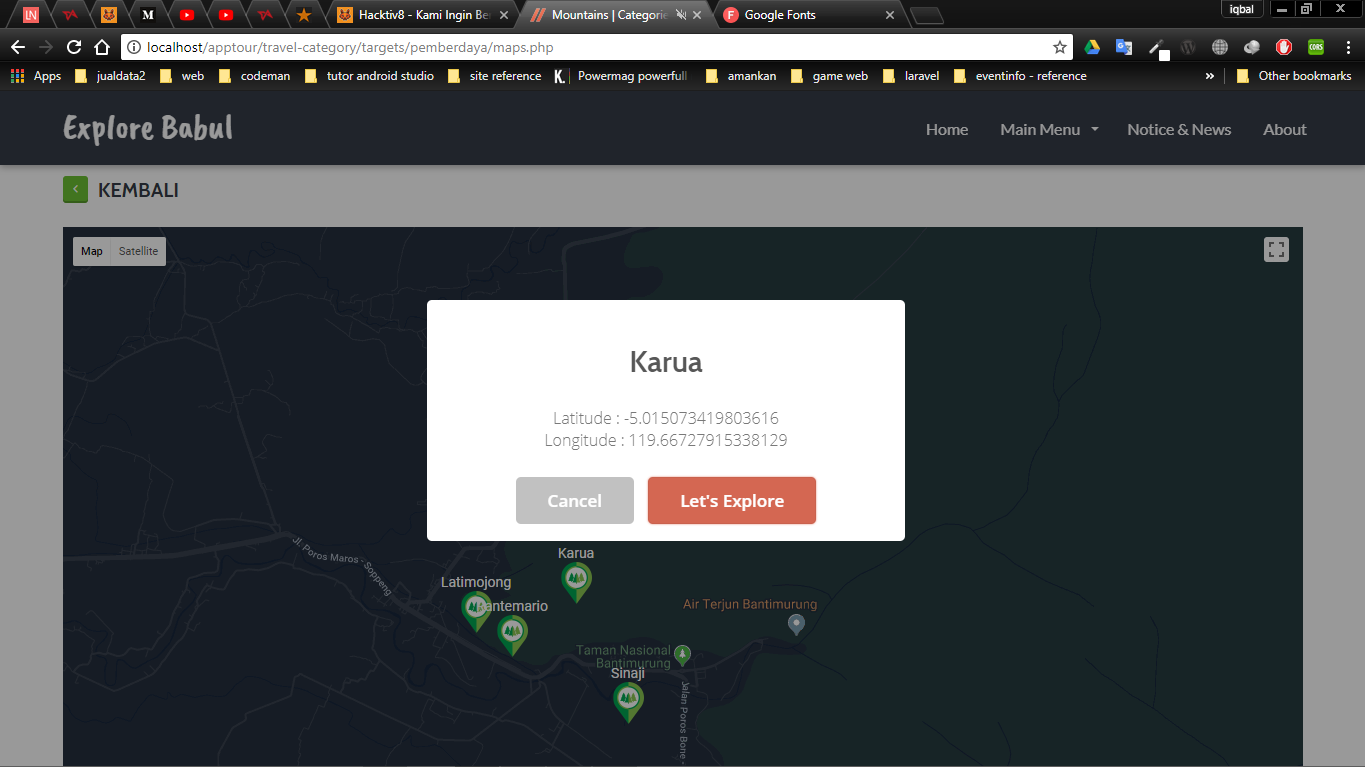 iqbal
Hacktiv8 - Kami Ingin Be
Mountains | Categorie
Google Fonts
localhost/apptour/travel-category/targets/pemberdaya/maps.php
Apps
jualdata2
web
codeman
tutor android studio
site reference
Powermag powerfull
amankan
game web
laravel
eventinfo - reference
»
Other bookmarks
Explore Babul
Home
Main Menu
Notice & News
About
KEMBALI
Map
Satellite
Karua
Latitude : -5.015073419803616
Longitude : 119.66727915338129
Cancel
Let's Explore
Jl. Poros Maros - Soppeng
Karua
Latimojong
Bantemario
Air Terjun Bantimurung
Taman Nasional
Bantimurung
Sinaji
Jalan Poros Bone -